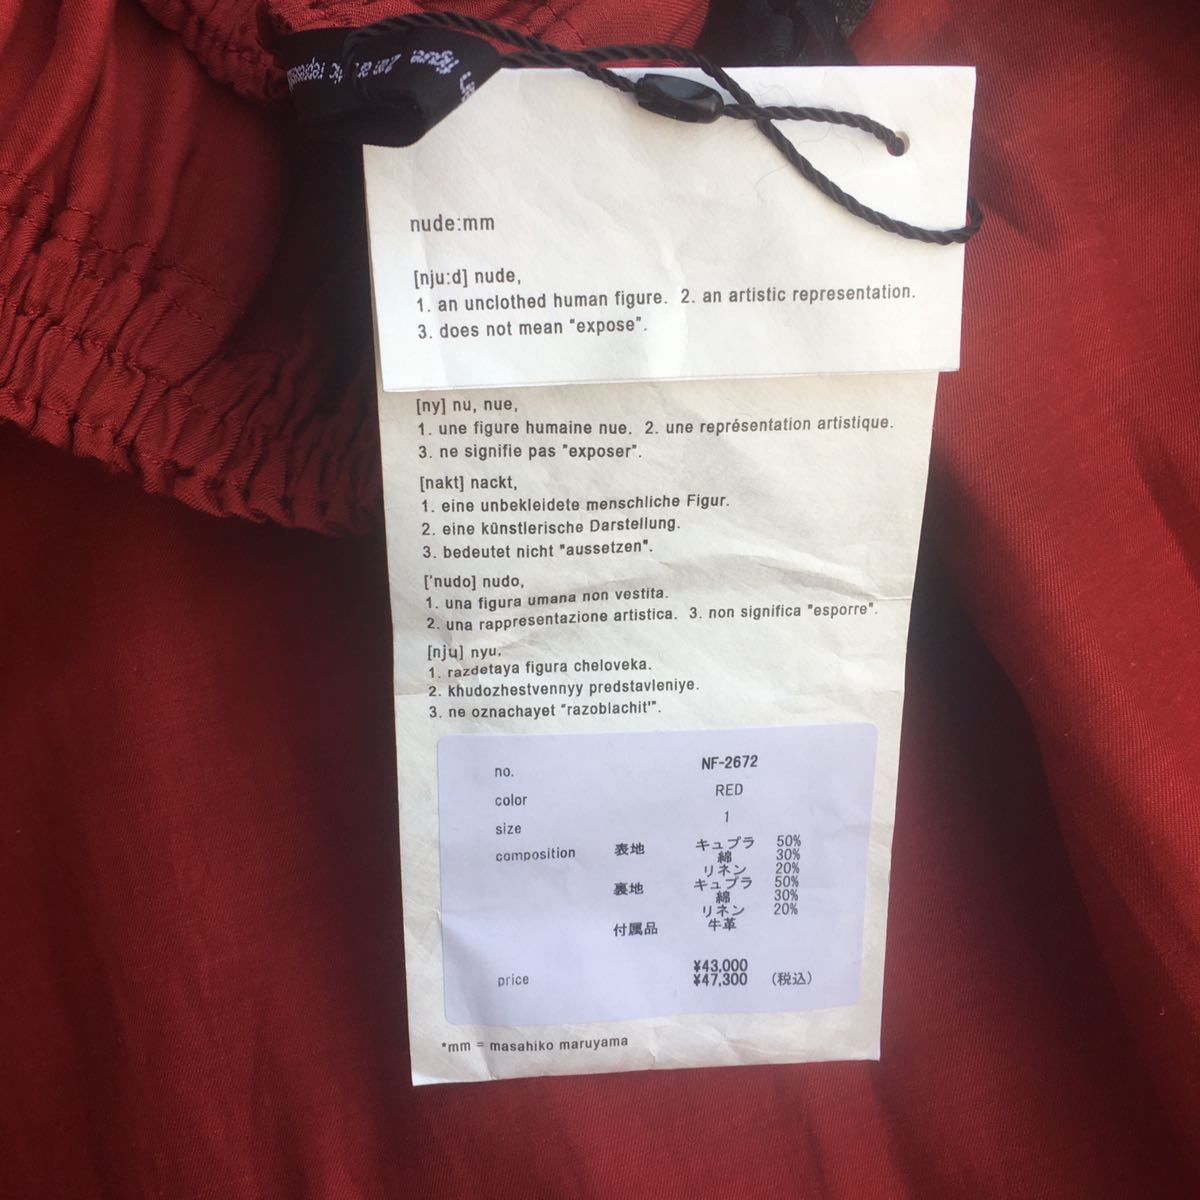 nude:mm
[nju:d] nude,
1. an unclothed human figure.  2. an artistic representation.
3. does not mean "expose".
[ny] nu, nue,
1. une figure humaine nue.  2. une représentation artistique.
3. ne signifie pas "exposer".
[nakt] nackt,
1. eine unbekleidete menschliche Figur.
2. eine künstlerische Darstellung.
3. bedeutet nicht "aussetzen".
['nudo] nudo,
1. una figura umana non vestita.
2. una rappresentazione artistica.  3. non significa "esporre".
[nju] nyu,
1. razdetaya figura cheloveka.
2. khudozhestvennyy predstavleniye.
3. ne oznachayet "razoblachit'".
no. NF-2672
color RED
size 1
composition 表地 キュプラ 50%
綿 30%
リネン 20%
裏地 キュプラ 50%
綿 30%
リネン 20%
付属品 牛革
¥43,000
price ¥47,300 (税込)
*mm = masahiko maruyama